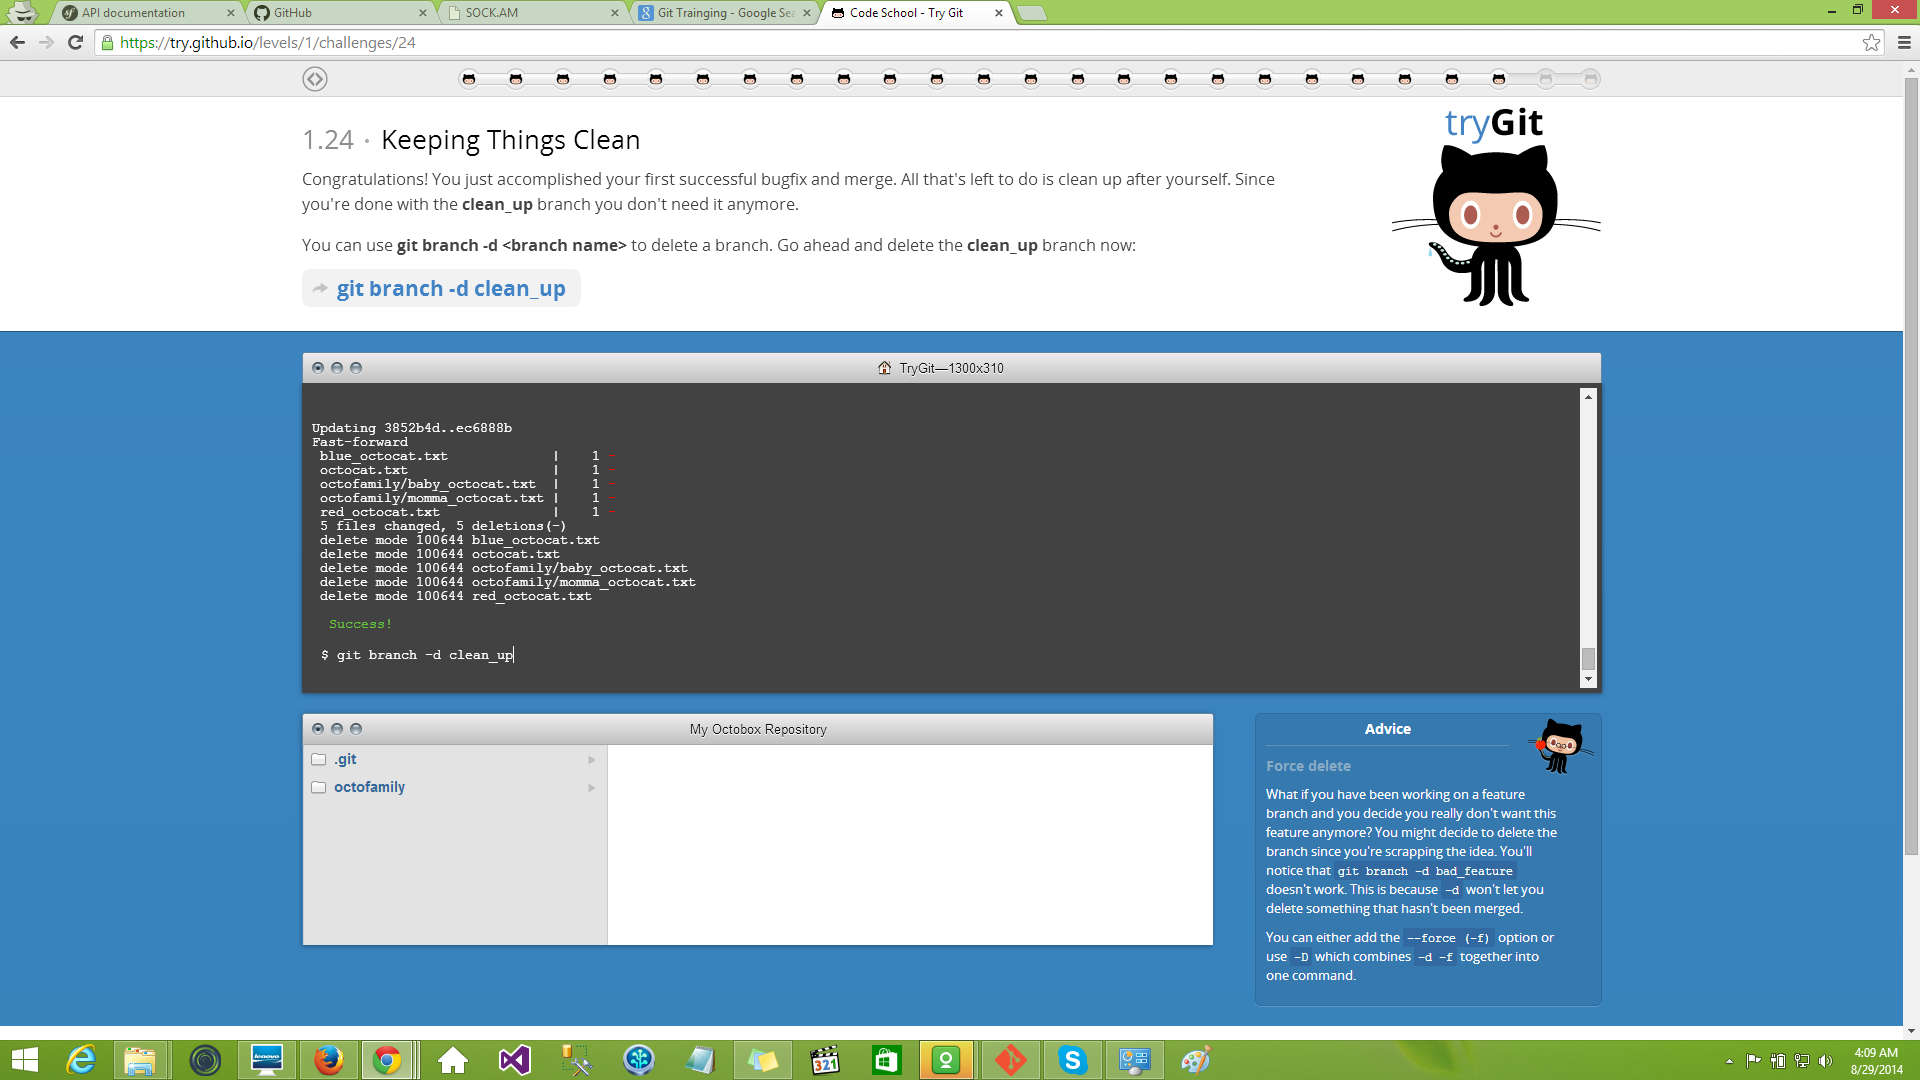 API documentation
GitHub
SOCK.AM
Git Trainging - Google Sea
Code School - Try Git
https://try.github.io/levels/1/challenges/24
1.24 · Keeping Things Clean
tryGit
Congratulations! You just accomplished your first successful bugfix and merge. All that's left to do is clean up after yourself. Since
you're done with the clean_up branch you don't need it anymore.
You can use git branch -d <branch name> to delete a branch. Go ahead and delete the clean_up branch now:
git branch -d clean_up
TryGit—1300x310
Updating 3852b4d..ec6888b
Fast-forward
blue_octocat.txt | 1 -
octocat.txt | 1 -
octofamily/baby_octocat.txt | 1 -
octofamily/momma_octocat.txt | 1 -
red_octocat.txt | 1 -
5 files changed, 5 deletions(-)
delete mode 100644 blue_octocat.txt
delete mode 100644 octocat.txt
delete mode 100644 octofamily/baby_octocat.txt
delete mode 100644 octofamily/momma_octocat.txt
delete mode 100644 red_octocat.txt
Success!
$ git branch -d clean_up
My Octobox Repository
.git
octofamily
Advice
Force delete
What if you have been working on a feature
branch and you decide you really don't want this
feature anymore? You might decide to delete the
branch since you're scrapping the idea. You'll
notice that git branch -d bad_feature
doesn't work. This is because -d won't let you
delete something that hasn't been merged.
You can either add the --force (-f) option or
use -D which combines -d -f together into
one command.
lenovo
321
4:09 AM
8/29/2014